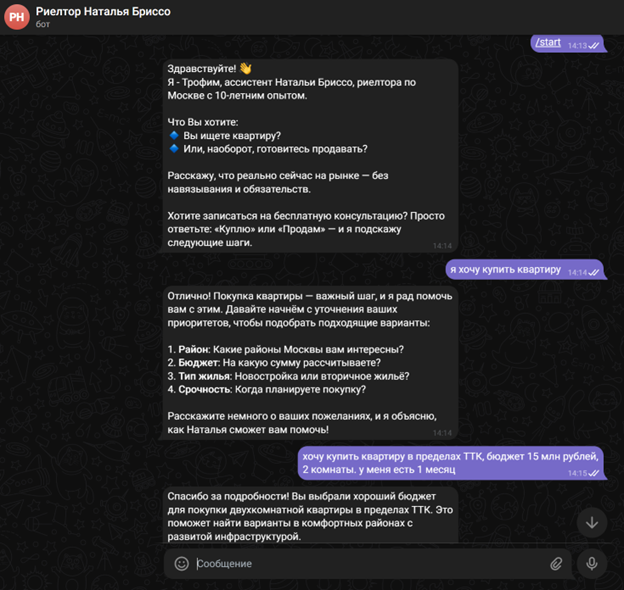 РН
Риелтор Наталья Бриссо
бот
/start 14:13
Здравствуйте! 👋
Я - Трофим, ассистент Натальи Бриссо, риелтора по
Москве с 10-летним опытом.
Что Вы хотите:
🔷 Вы ищете квартиру?
🔷 Или, наоборот, готовитесь продавать?
Расскажу, что реально сейчас на рынке — без
навязывания и обязательств.
Хотите записаться на бесплатную консультацию? Просто
ответьте: «Куплю» или «Продам» — и я подскажу
следующие шаги. 14:14
я хочу купить квартиру 14:14
Отлично! Покупка квартиры — важный шаг, и я рад помочь
вам с этим. Давайте начнём с уточнения ваших
приоритетов, чтобы подобрать подходящие варианты:
1. Район: Какие районы Москвы вам интересны?
2. Бюджет: На какую сумму рассчитываете?
3. Тип жилья: Новостройка или вторичное жильё?
4. Срочность: Когда планируете покупку?
Расскажите немного о ваших пожеланиях, и я объясню,
как Наталья сможет вам помочь! 14:14
хочу купить квартиру в пределах ТТК, бюджет 15 млн рублей,
2 комнаты. у меня есть 1 месяц 14:15
Спасибо за подробности! Вы выбрали хороший бюджет
для покупки двухкомнатной квартиры в пределах ТТК. Это
поможет найти варианты в комфортных районах с
развитой инфраструктурой.
Сообщение